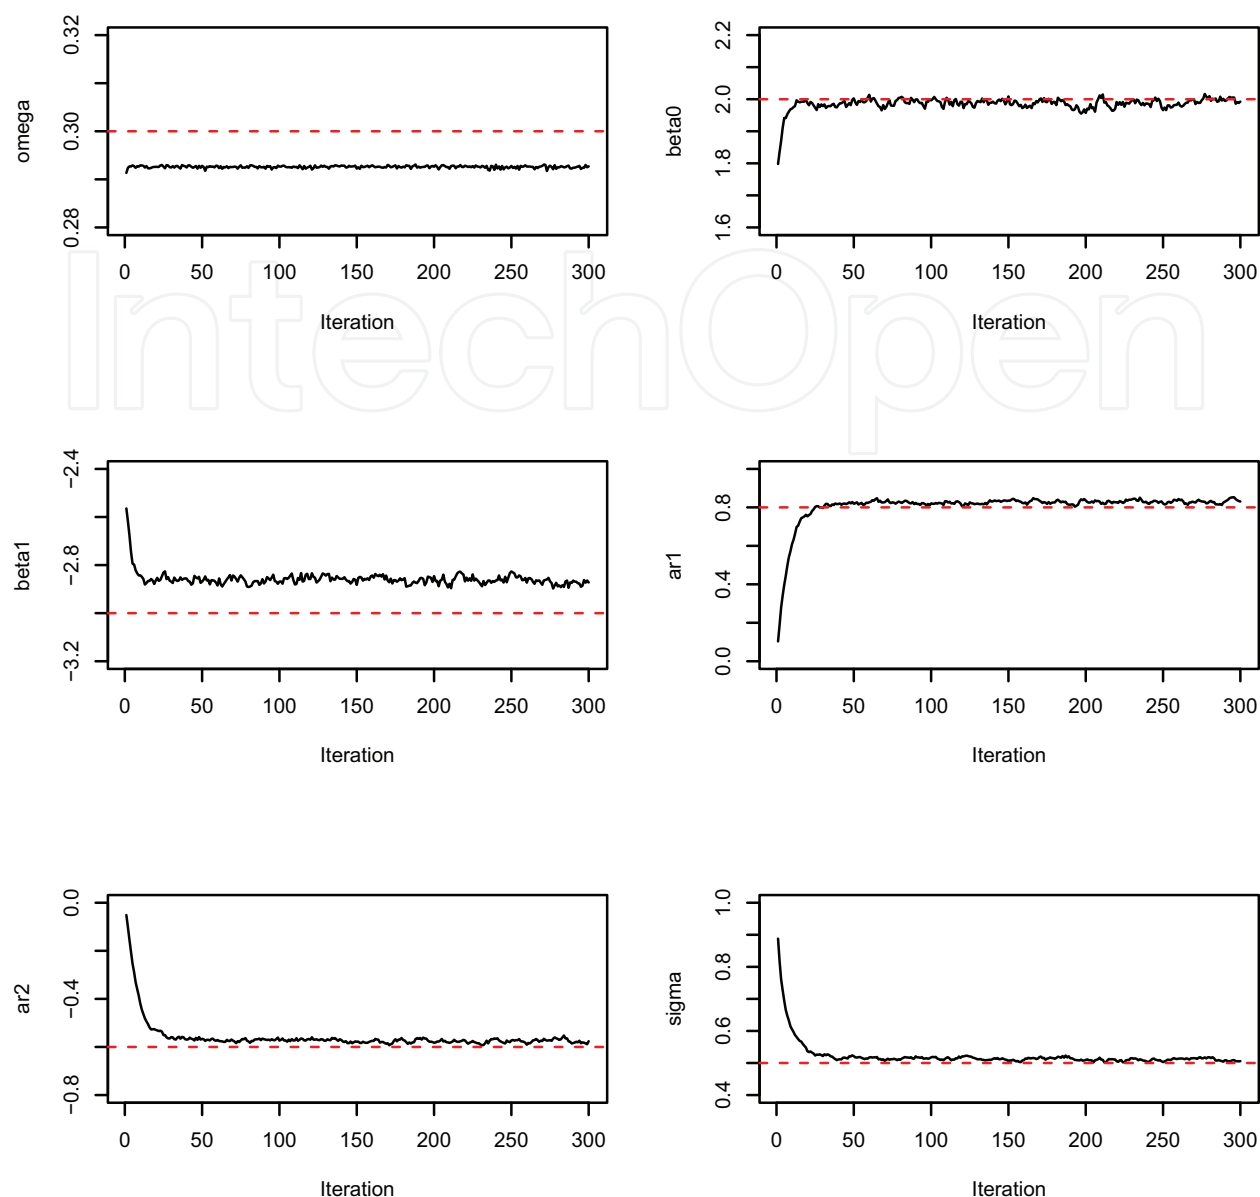 omega
0.28 0.30 0.32
0 50 100 150 200 250 300
Iteration
beta0
1.6 1.8 2.0 2.2
0 50 100 150 200 250 300
Iteration
IntechOpen
beta1
−3.2 −2.8 −2.4
0 50 100 150 200 250 300
Iteration
ar1
0.0 0.4 0.8
0 50 100 150 200 250 300
Iteration
ar2
−0.8 −0.4 0.0
0 50 100 150 200 250 300
Iteration
sigma
0.4 0.6 0.8 1.0
0 50 100 150 200 250 300
Iteration